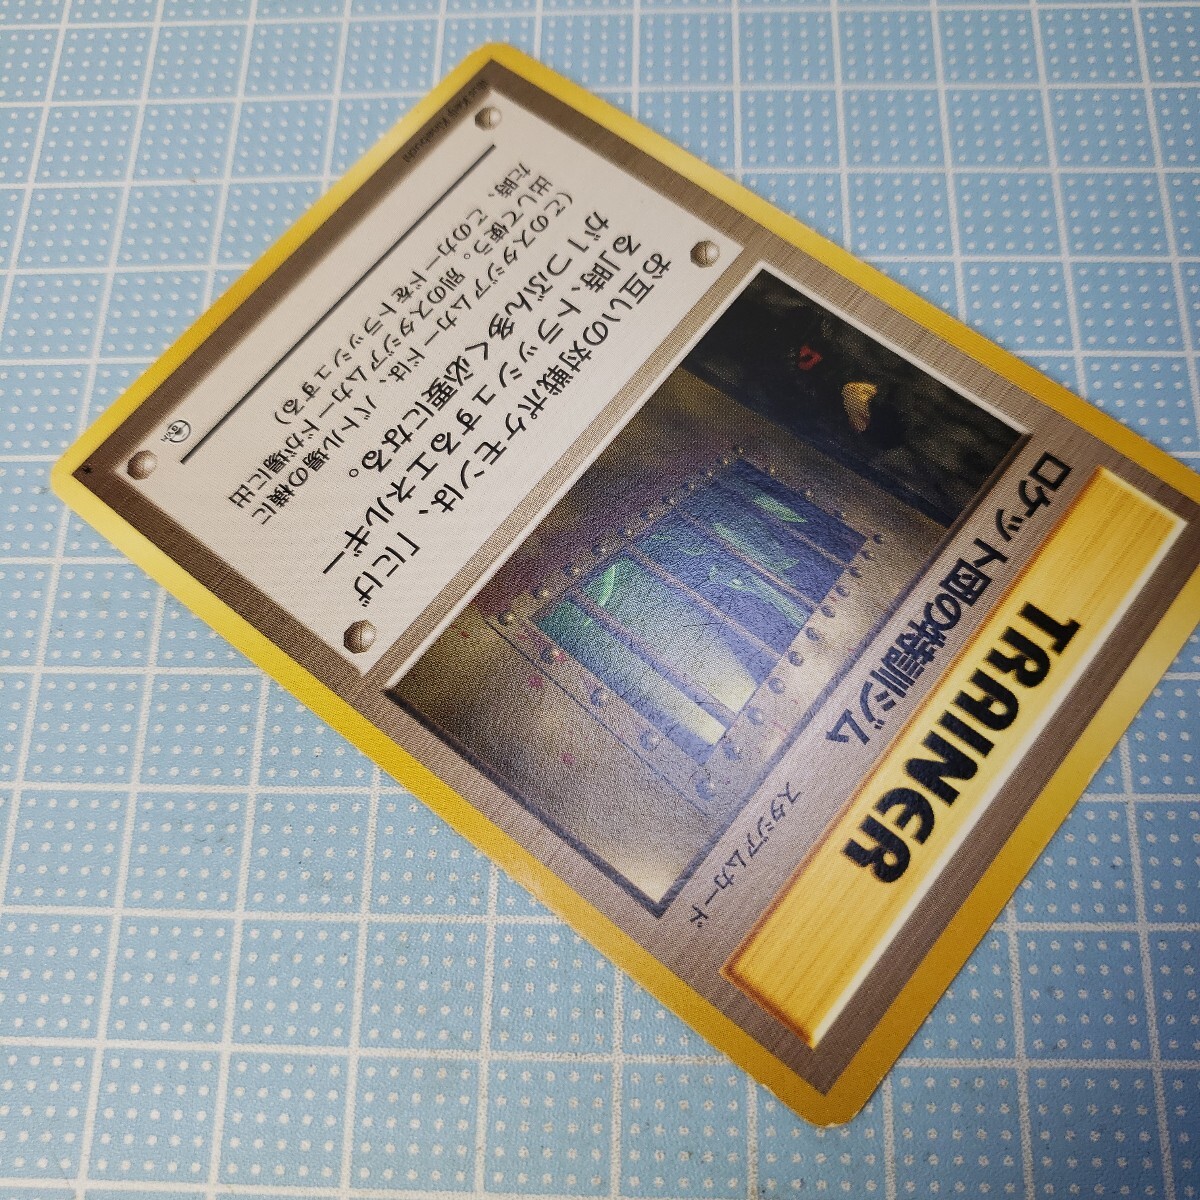 TRAINER
ロケット団の特訓ジム
スタジアムカード
お互いの対戦ポケモンは、「にげ
る」時、トラッシュするエネルギー
が1つぶん多く必要になる。
(このスタジアムカードは、バトル場の横に
出して使う。別のスタジアムカードが場に出
た時、このカードをトラッシュする)